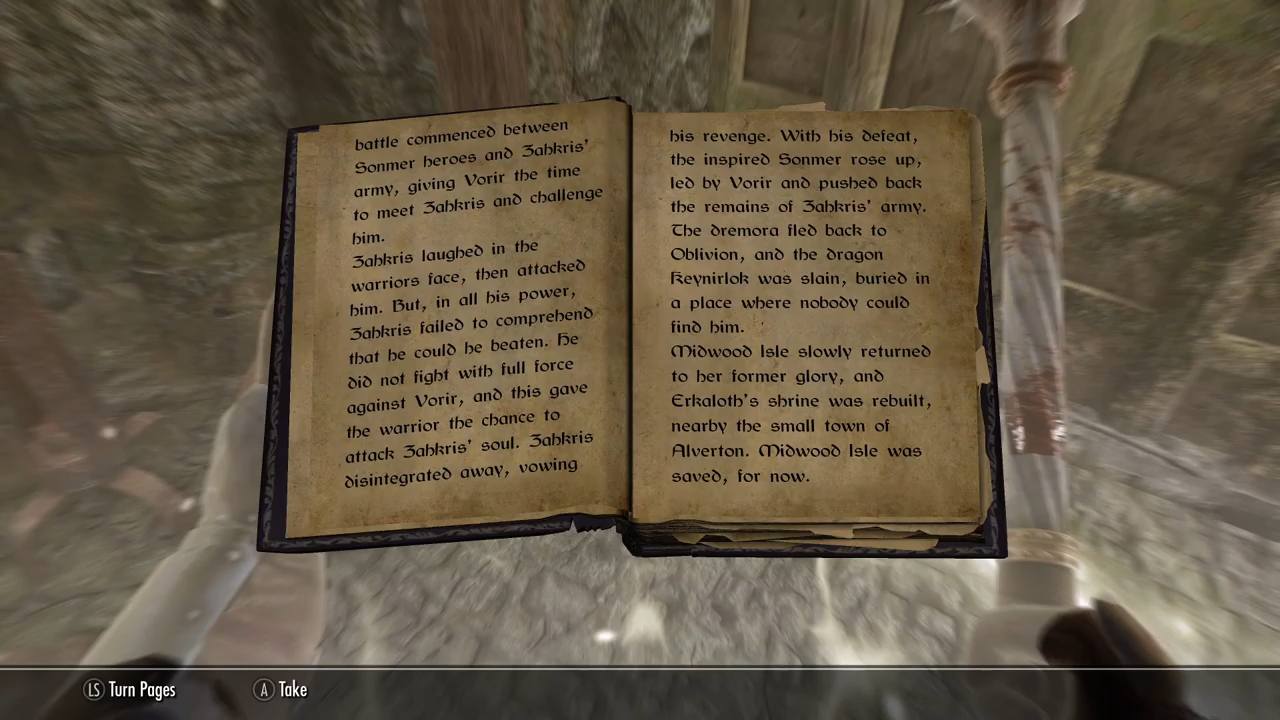 battle commenced between
Sonmer heroes and Zahkris'
army, giving Vorir the time
to meet Zahkris and challenge
him.
Zahkris laughed in the
warriors face, then attacked
him. But, in all his power,
Zahkris failed to comprehend
that he could be beaten. He
did not fight with full force
against Vorir, and this gave
the warrior the chance to
attack Zahkris' soul. Zahkris
disintegrated away, vowing
his revenge. With his defeat,
the inspired Sonmer rose up,
led by Vorir and pushed back
the remains of Zahkris' army.
The dremora fled back to
Oblivion, and the dragon
Keynirlok was slain, buried in
a place where nobody could
find him.
Midwood Isle slowly returned
to her former glory, and
Erkaloth's shrine was rebuilt,
nearby the small town of
Alverton. Midwood Isle was
saved, for now.
LS Turn Pages
A Take